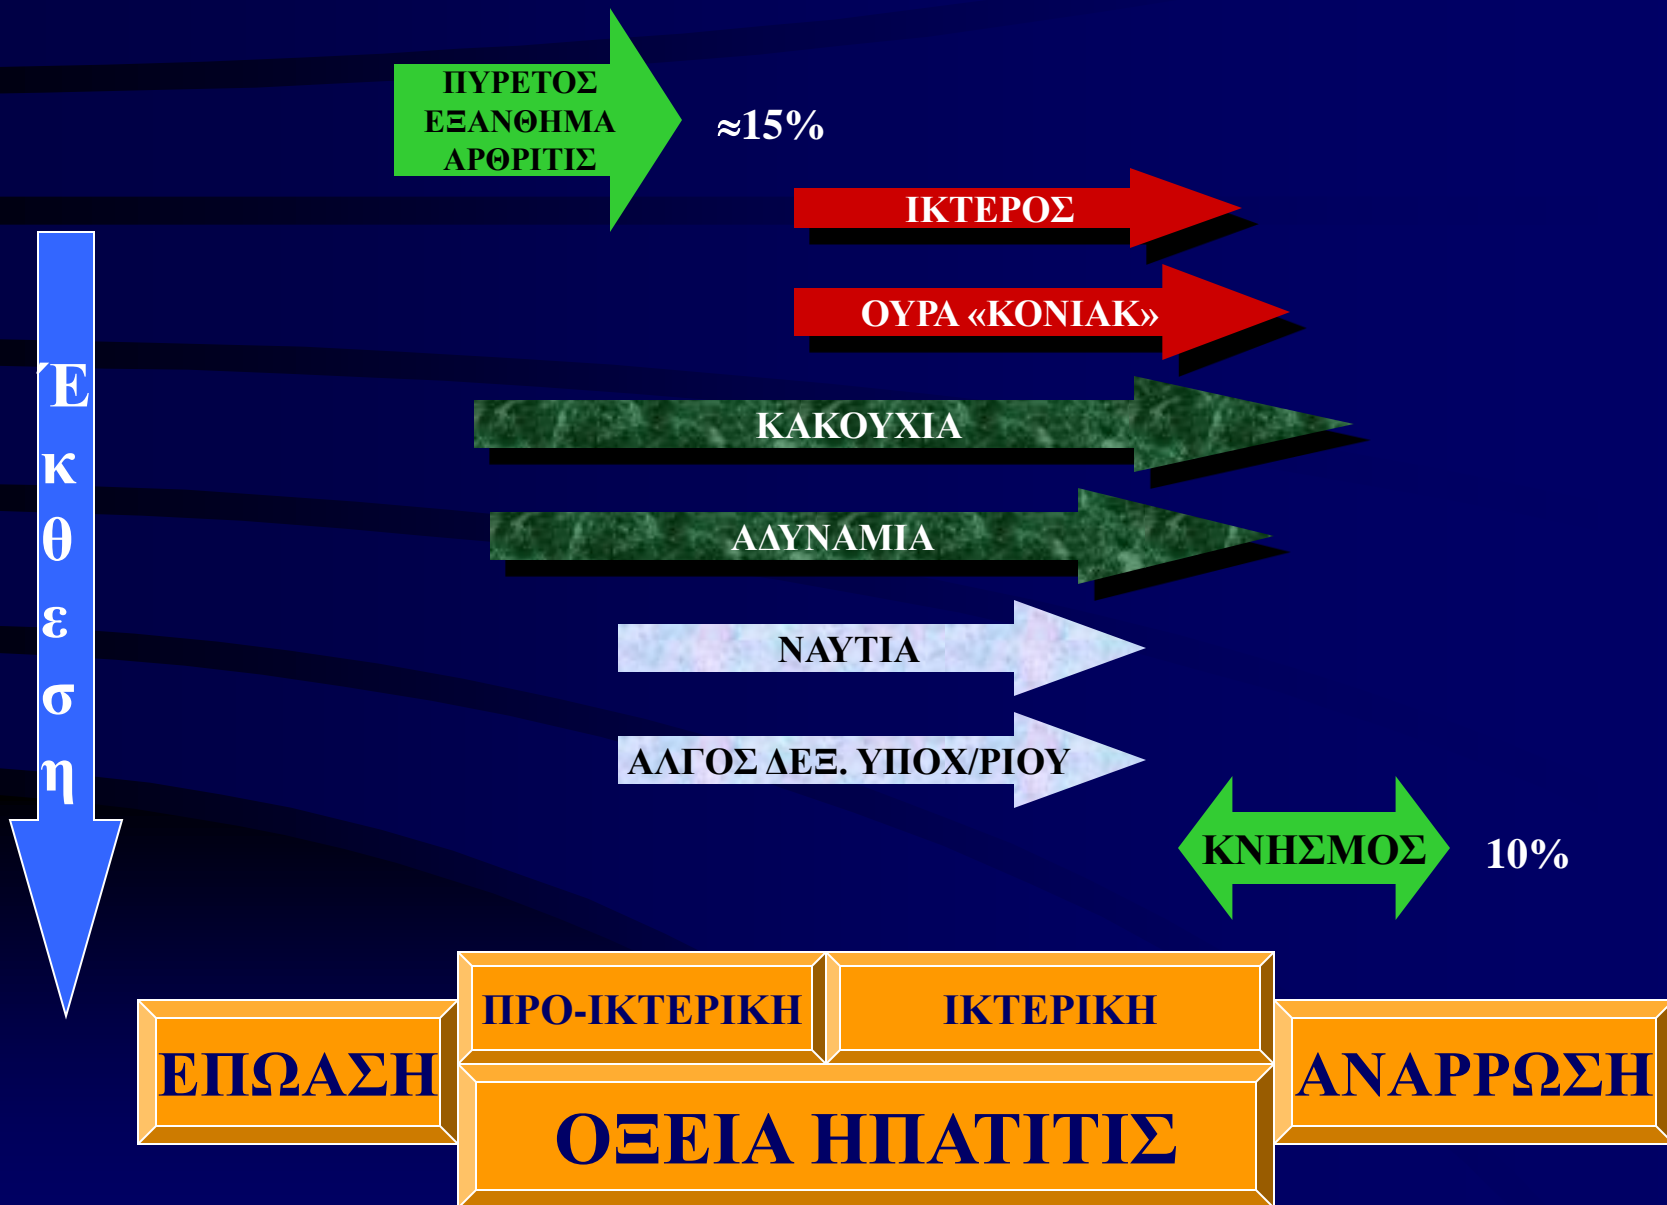 ΠΥΡΕΤΟΣ
ΕΞΑΝΘΗΜΑ
ΑΡΘΡΙΤΙΣ
≈15%
ΙΚΤΕΡΟΣ
ΟΥΡΑ «ΚΟΝΙΑΚ»
Έκθεση
ΚΑΚΟΥΧΙΑ
ΑΔΥΝΑΜΙΑ
ΝΑΥΤΙΑ
ΑΛΓΟΣ ΔΕΞ. ΥΠΟΧ/ΡΙΟΥ
ΚΝΗΣΜΟΣ
10%
ΠΡΟ-ΙΚΤΕΡΙΚΗ
ΙΚΤΕΡΙΚΗ
ΕΠΩΑΣΗ
ΟΞΕΙΑ ΗΠΑΤΙΤΙΣ
ΑΝΑΡΡΩΣΗ